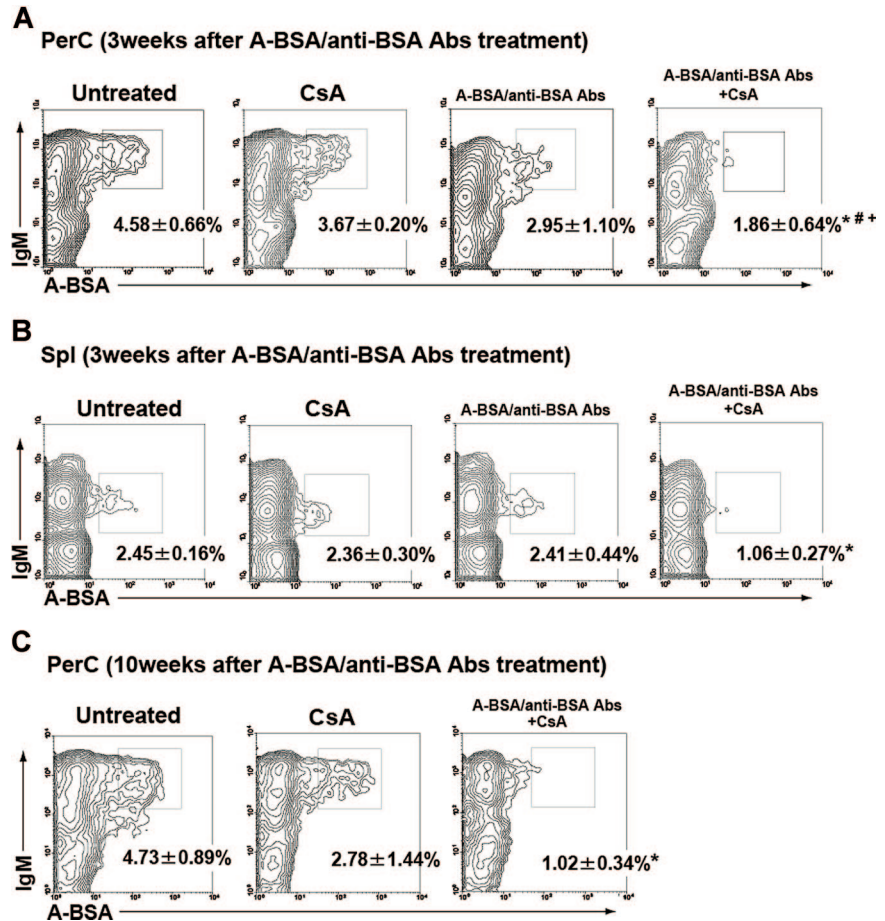 A
PerC (3weeks after A-BSA/anti-BSA Abs treatment)
Untreated
CsA
A-BSA/anti-BSA Abs
A-BSA/anti-BSA Abs
+CsA
IgM
4.58±0.66%
3.67±0.20%
2.95±1.10%
1.86±0.64%* # +
A-BSA
B
Spl (3weeks after A-BSA/anti-BSA Abs treatment)
Untreated
CsA
A-BSA/anti-BSA Abs
A-BSA/anti-BSA Abs
+CsA
IgM
2.45±0.16%
2.36±0.30%
2.41±0.44%
1.06±0.27%*
A-BSA
C
PerC (10weeks after A-BSA/anti-BSA Abs treatment)
Untreated
CsA
A-BSA/anti-BSA Abs
+CsA
IgM
4.73±0.89%
2.78±1.44%
1.02±0.34%*
A-BSA